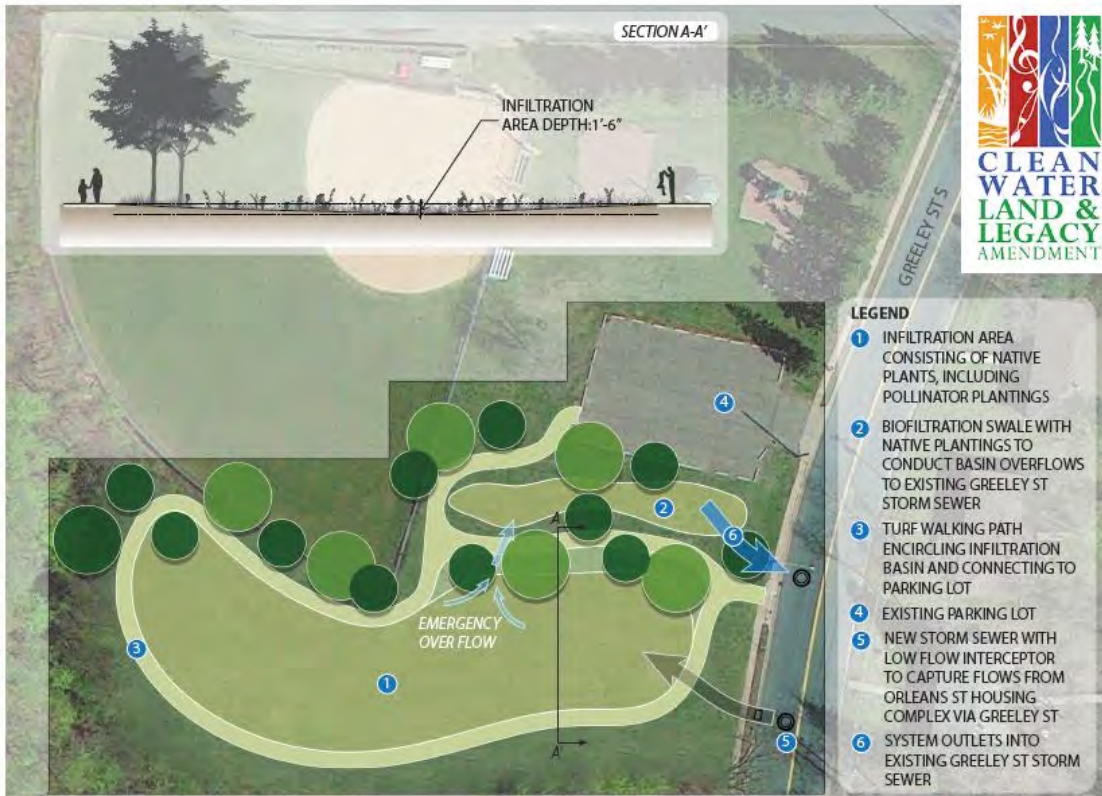 SECTION A-A'
INFILTRATION
AREA DEPTH:1'-6"
CLEAN
WATER
LAND &
LEGACY
AMENDMENT
GREELEY ST S
LEGEND
1 INFILTRATION AREA
CONSISTING OF NATIVE
PLANTS, INCLUDING
POLLINATOR PLANTINGS
2 BIOFILTRATION SWALE WITH
NATIVE PLANTINGS TO
CONDUCT BASIN OVERFLOWS
TO EXISTING GREELEY ST
STORM SEWER
3 TURF WALKING PATH
ENCIRCLING INFILTRATION
BASIN AND CONNECTING TO
PARKING LOT
4 EXISTING PARKING LOT
5 NEW STORM SEWER WITH
LOW FLOW INTERCEPTOR
TO CAPTURE FLOWS FROM
ORLEANS ST HOUSING
COMPLEX VIA GREELEY ST
6 SYSTEM OUTLETS INTO
EXISTING GREELEY ST STORM
SEWER
4
2
A
6
EMERGENCY
OVER FLOW
3
1
5
A'